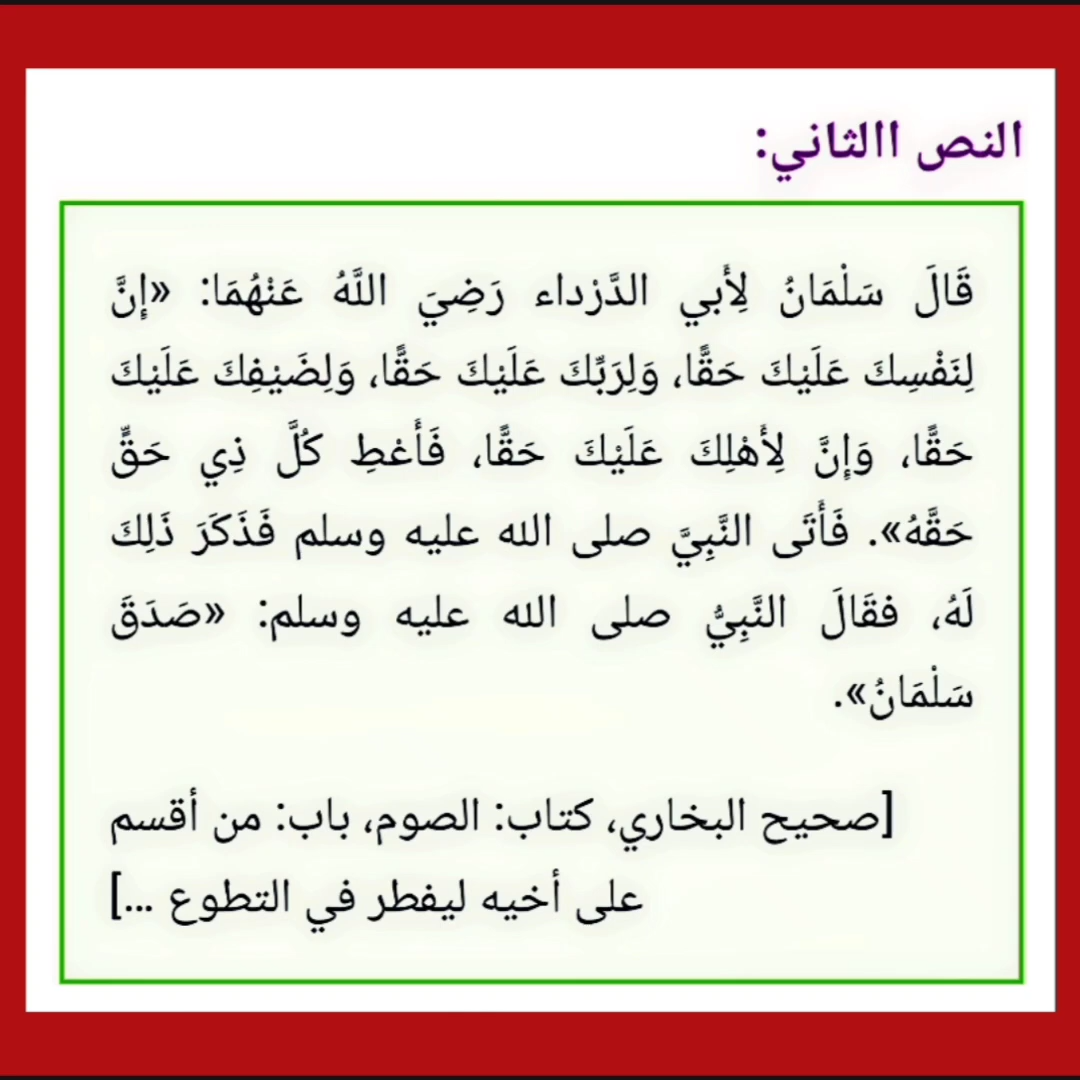 النص االثاني:
قَالَ سَلْمَانُ لِأَبي الدَّرْداء رَضِيَ اللَّهُ عَنْهُمَا: «إِنَّ
لِنَفْسِكَ عَلَيْكَ حَقًّا، وَلِرَبِّكَ عَلَيْكَ حَقًّا، وَلِضَيْفِكَ عَلَيْكَ
حَقًّا، وَإِنَّ لِأَهْلِكَ عَلَيْكَ حَقًّا، فَأَعْطِ كُلَّ ذِي حَقٍّ
حَقَّهُ». فَأَتَى النَّبِيَّ صلى الله عليه وسلم فَذَكَرَ ذَلِكَ
لَهُ، فقَالَ النَّبِيُّ صلى الله عليه وسلم: «صَدَقَ
سَلْمَانُ».
[صحيح البخاري، كتاب: الصوم، باب: من أقسم
على أخيه ليفطر في التطوع ...]